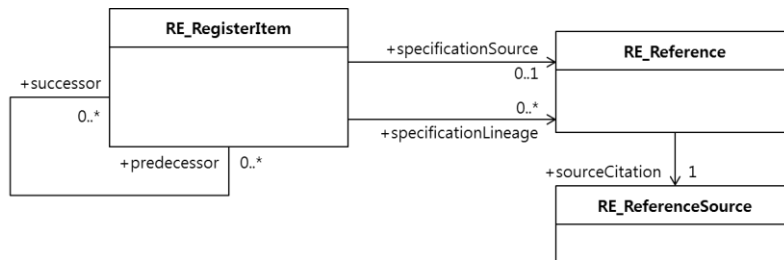 RE_RegisterItem
+specificationSource
0..1
RE_Reference
+successor
0..*
0..*
+specificationLineage
+predecessor
0..*
+sourceCitation
1
RE_ReferenceSource